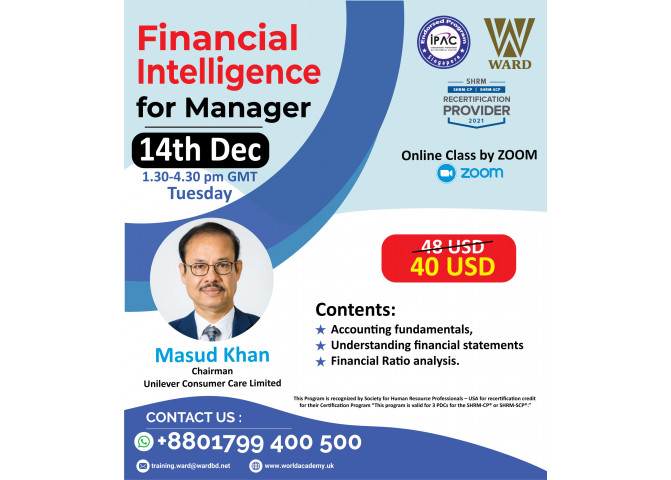 Financial
Intelligence
for Manager
14th Dec
1.30-4.30 pm GMT
Tuesday
Endorsed Program
iPAC
Singapore
WARD
SHRM
SHRM-CP | SHRM-SCP
RECERTIFICATION
PROVIDER
2021
Online Class by ZOOM
zoom
48 USD
40 USD
Contents:
Accounting fundamentals,
Understanding financial statements
Financial Ratio analysis.
Masud Khan
Chairman
Unilever Consumer Care Limited
This Program is recognized by Society for Human Resource Professionals – USA for recertification credit
for their Certification Program "This program is valid for 3 PDCs for the SHRM-CP® or SHRM-SCP®."
CONTACT US :
+8801799 400 500
training.ward@wardbd.net
www.worldacademy.uk